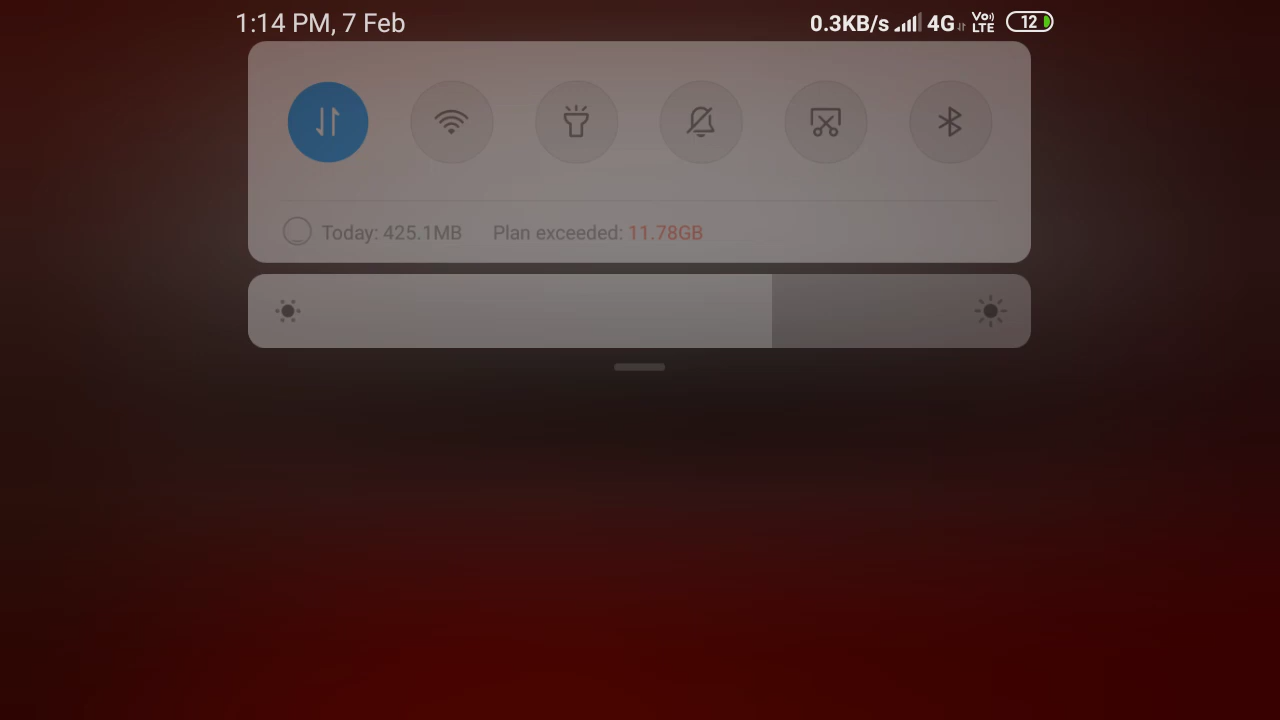 1:14 PM, 7 Feb 0.3KB/s 4G Vo) LTE 12
Today: 425.1MB Plan exceeded: 11.78GB